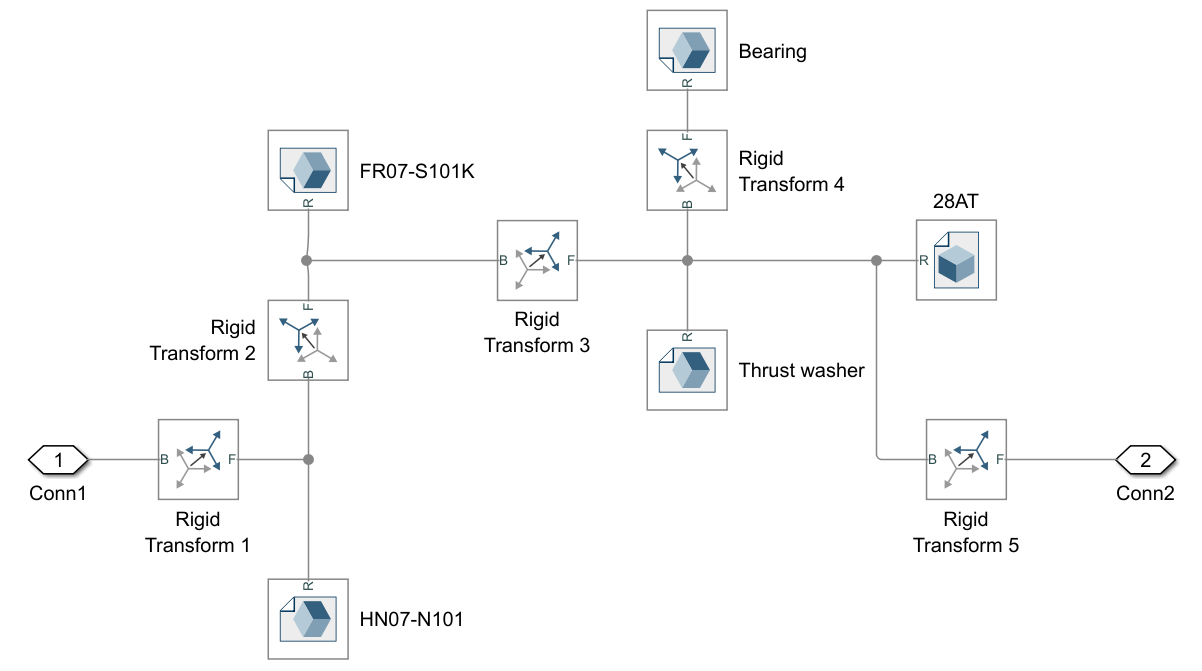 Bearing
R
F
Rigid
Transform 4
B
FR07-S101K
R
28AT
B
F
R
Rigid
Transform 3
F
Rigid
Transform 2
B
R
Thrust washer
1
Conn1
B
F
Rigid
Transform 1
B
F
Rigid
Transform 5
2
Conn2
R
HN07-N101